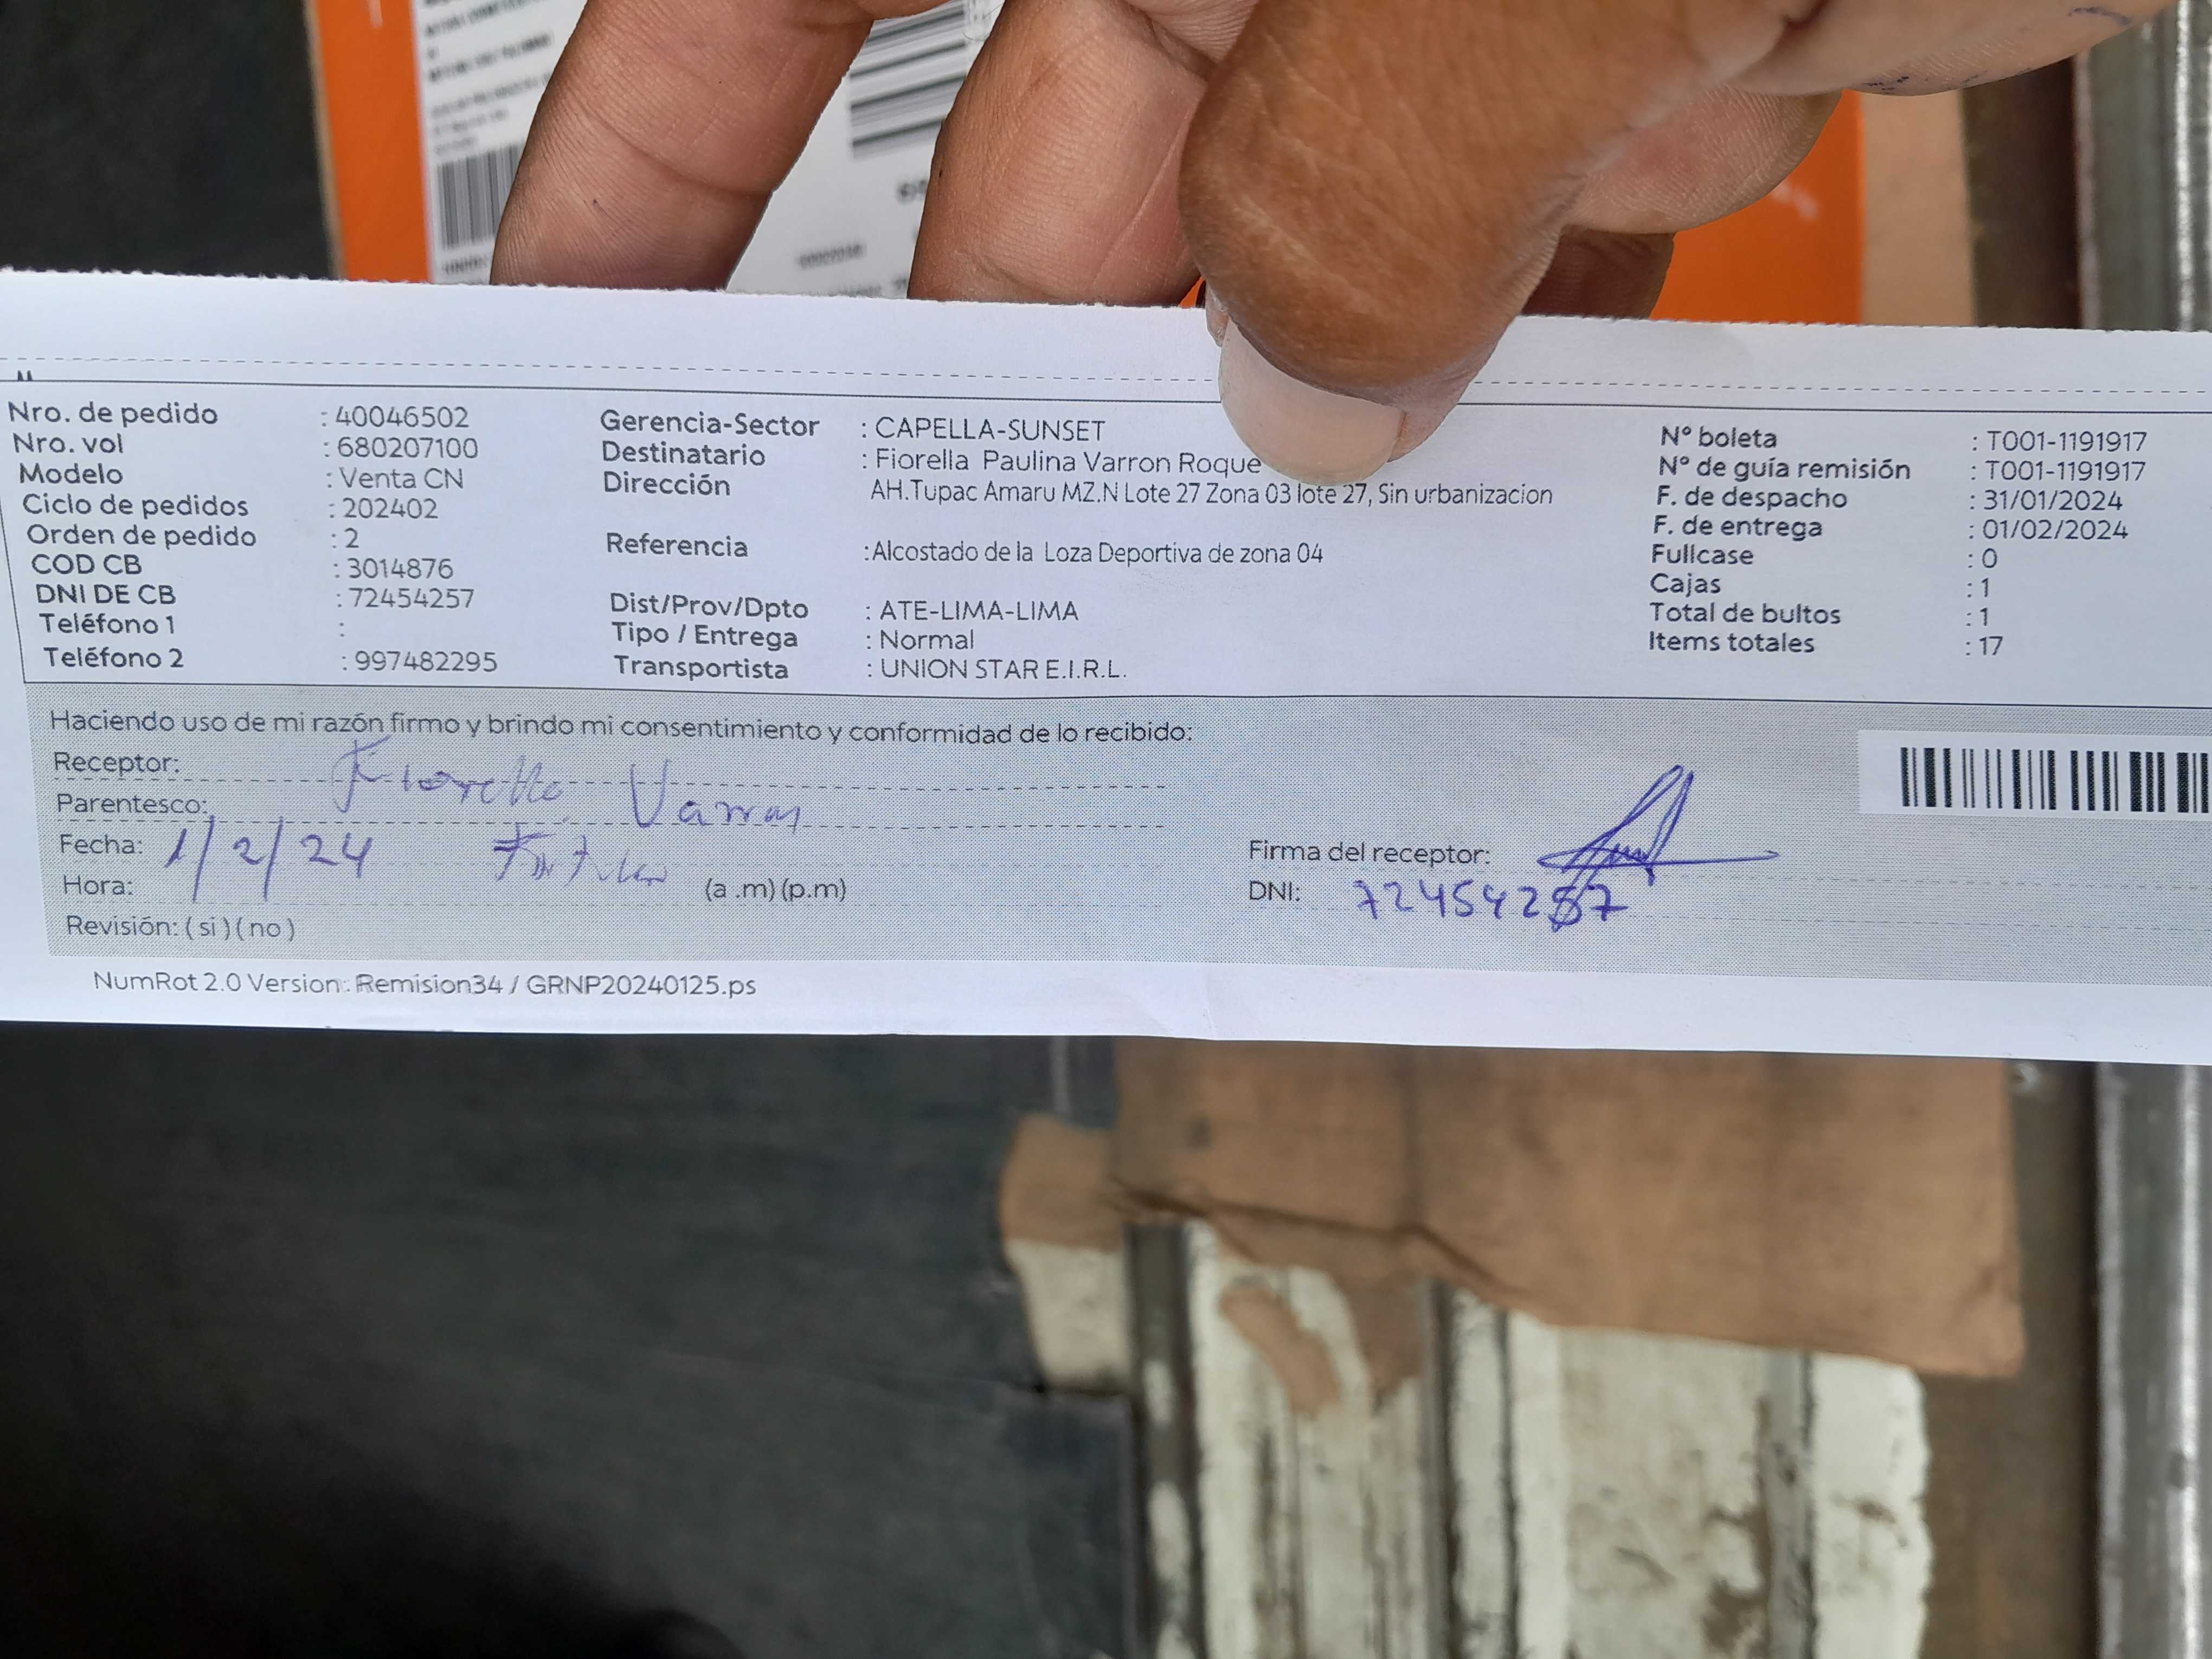 Nro. de pedido : 40046502
Nro. vol : 680207100
Modelo : Venta CN
Ciclo de pedidos : 202402
Orden de pedido : 2
COD CB : 3014876
DNI DE CB : 72454257
Teléfono 1 :
Teléfono 2 : 997482295
Gerencia-Sector : CAPELLA-SUNSET
Destinatario : Fiorella Paulina Varron Roque
Dirección AH.Tupac Amaru MZ.N Lote 27 Zona 03 lote 27, Sin urbanizacion
Referencia :Alcostado de la Loza Deportiva de zona 04
Dist/Prov/Dpto : ATE-LIMA-LIMA
Tipo / Entrega : Normal
Transportista : UNION STAR E.I.R.L.
N° boleta : T001-1191917
N° de guía remisión : T001-1191917
F. de despacho : 31/01/2024
F. de entrega : 01/02/2024
Fullcase : 0
Cajas : 1
Total de bultos : 1
Items totales : 17
Haciendo uso de mi razón firmo y brindo mi consentimiento y conformidad de lo recibido:
Receptor: Fiorella Varron
Parentesco:
Fecha: 1/2/24
Hora: (a .m) (p.m)
Revisión: ( si ) ( no )
Firma del receptor:
DNI: 72454257
NumRot 2.0 Version: Remision34 / GRNP20240125.ps